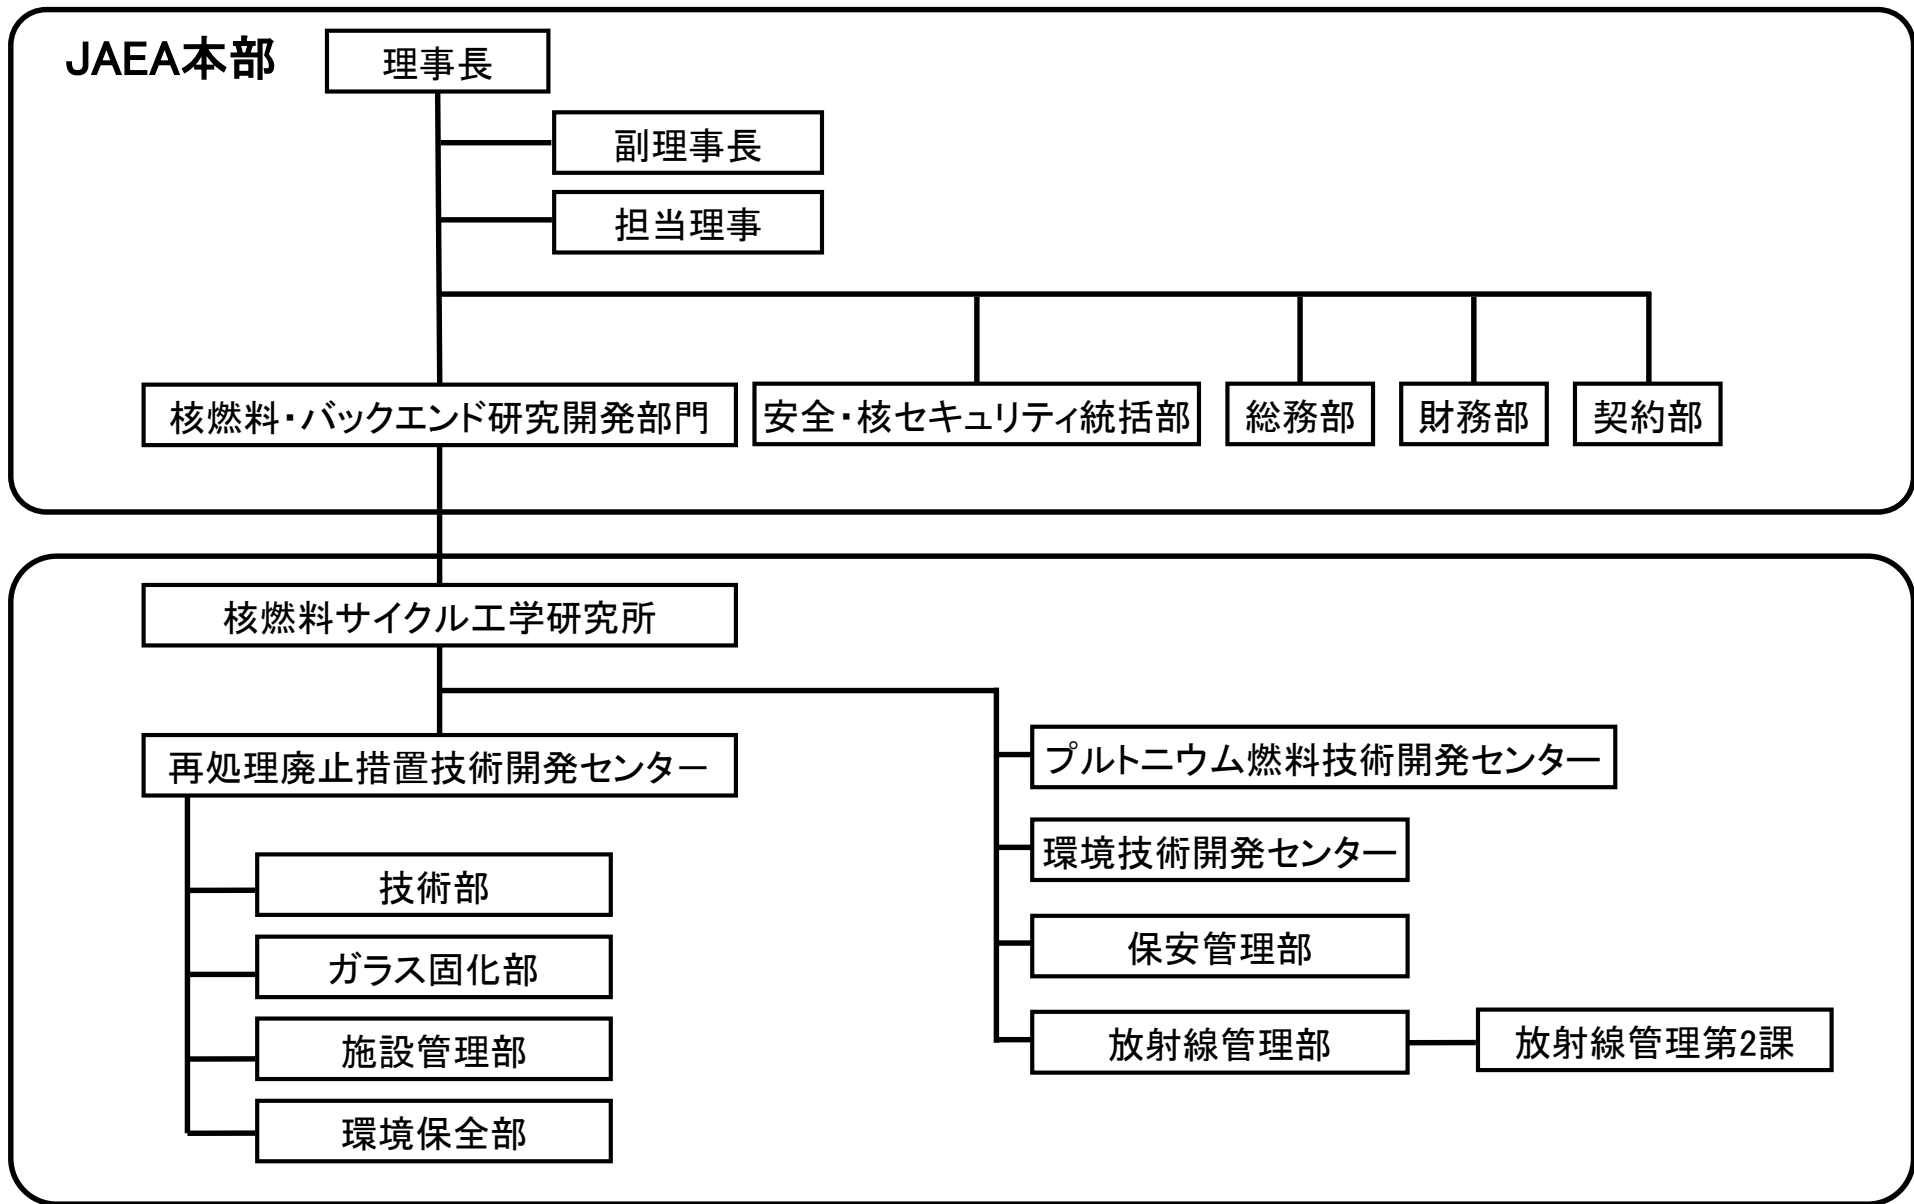 JAEA本部
理事長
副理事長
担当理事
核燃料・バックエンド研究開発部門
安全・核セキュリティ統括部
総務部
財務部
契約部
核燃料サイクル工学研究所
再処理廃止措置技術開発センター
技術部
ガラス固化部
施設管理部
環境保全部
プルトニウム燃料技術開発センター
環境技術開発センター
保安管理部
放射線管理部
放射線管理第2課